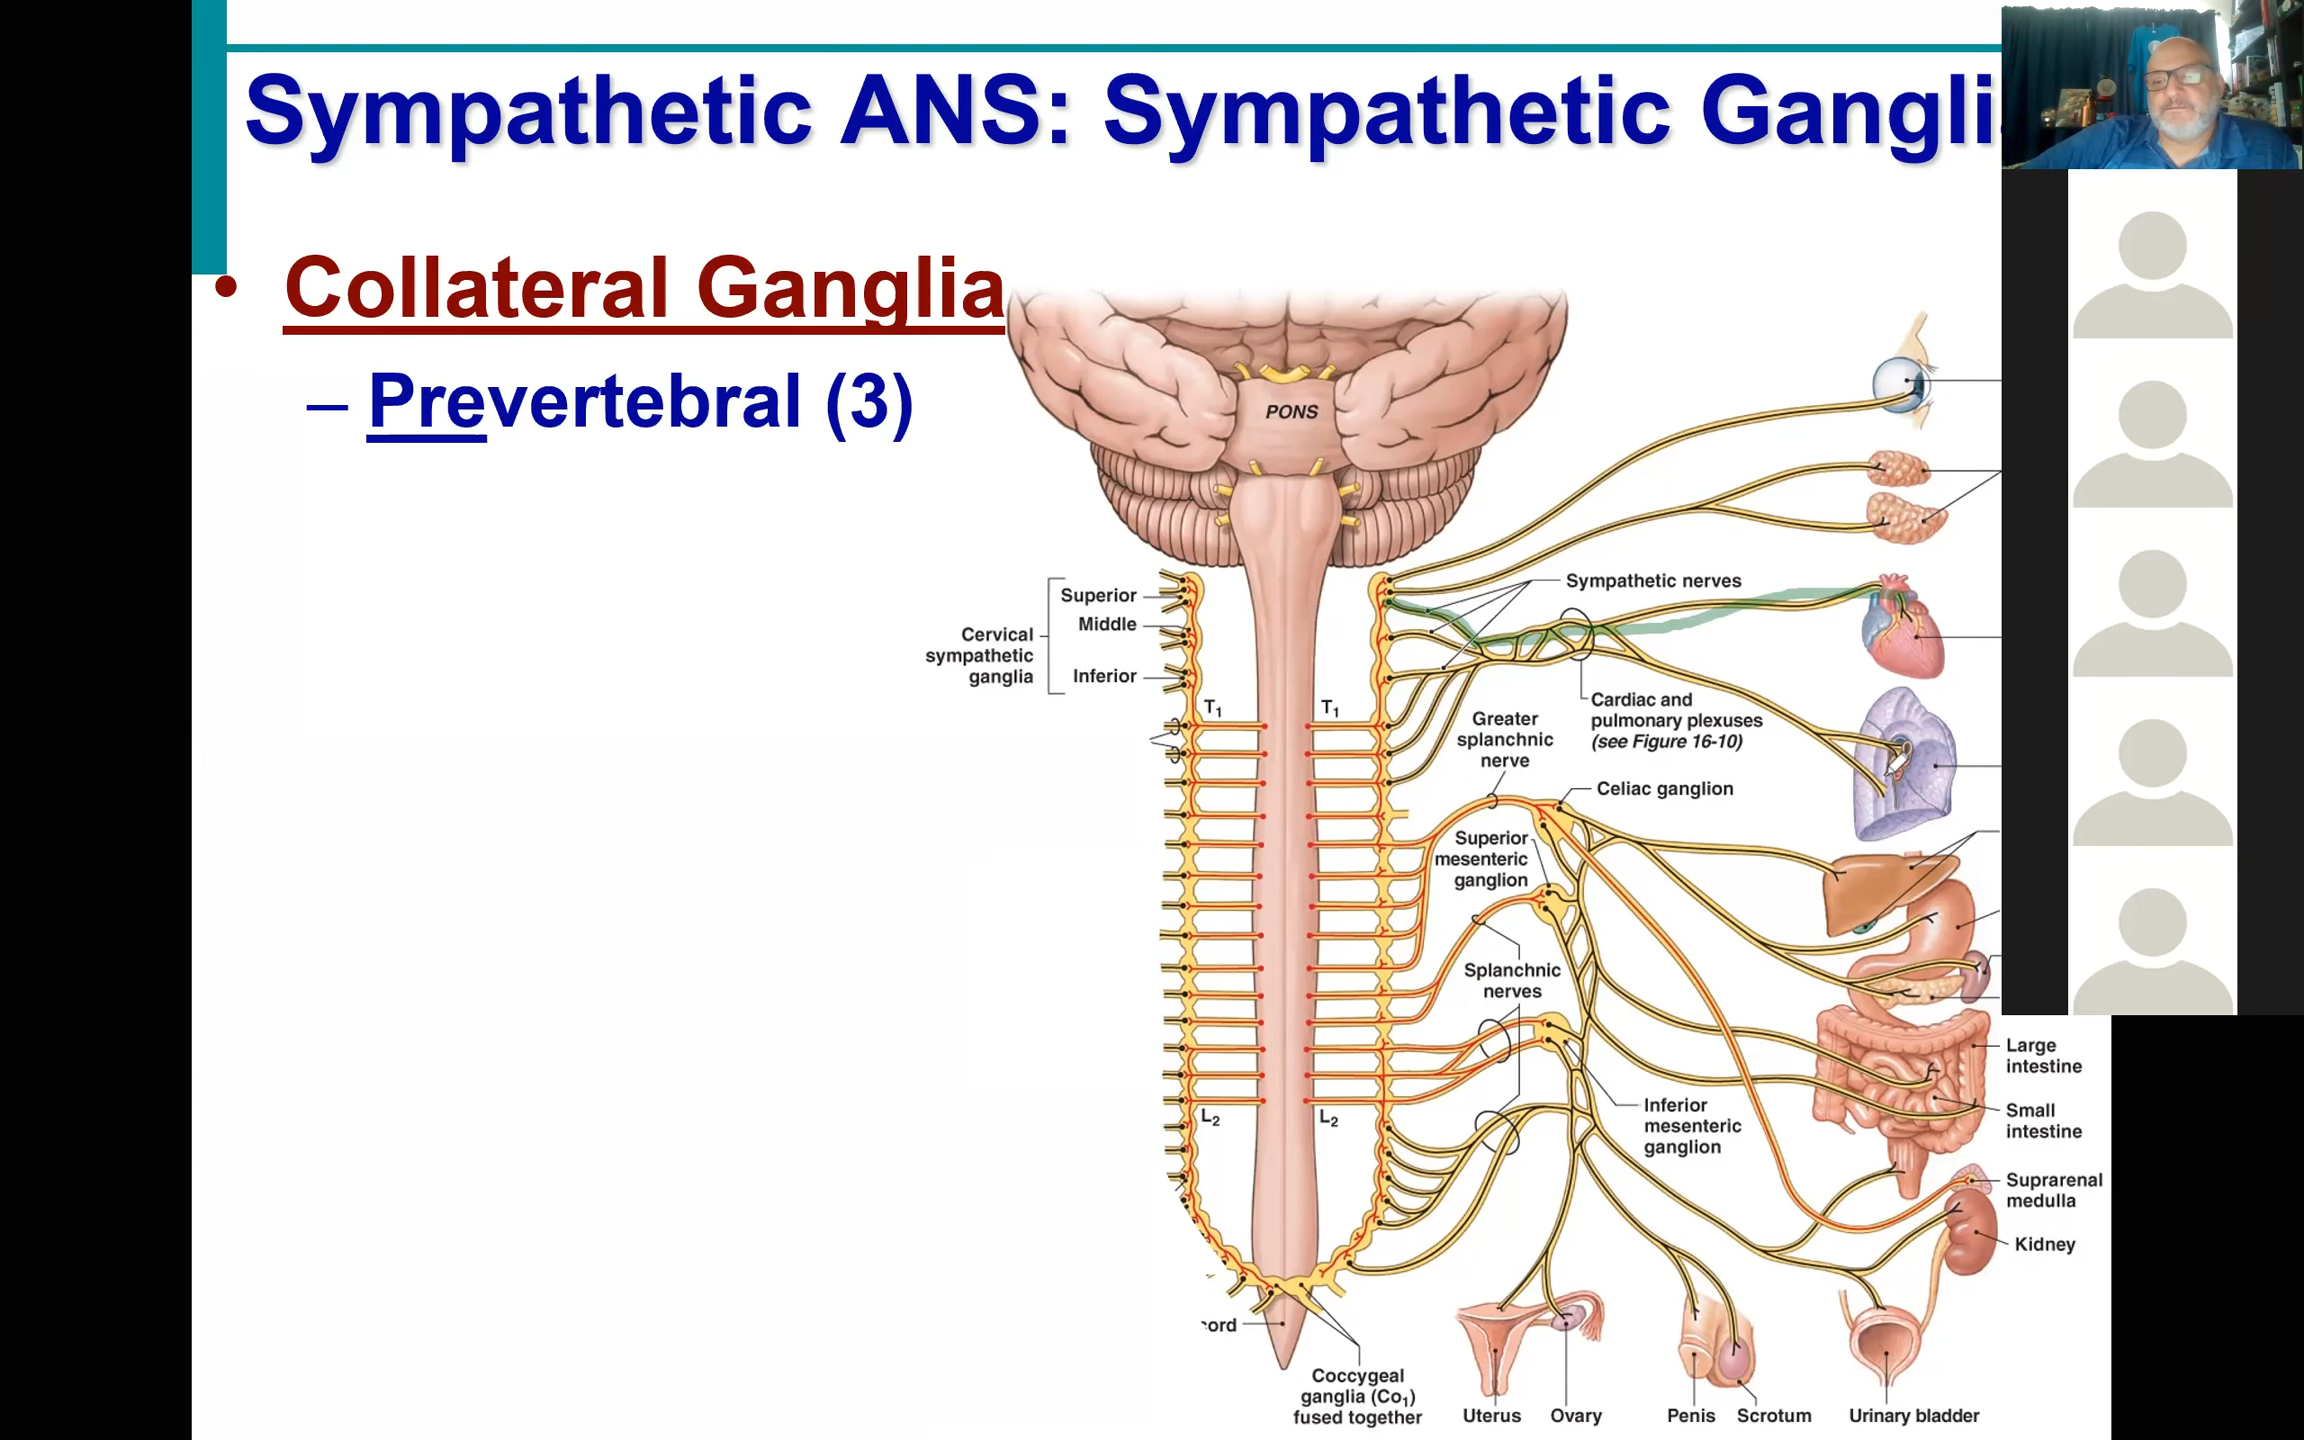 Sympathetic ANS: Sympathetic Gangli
• Collateral Ganglia
– Prevertebral (3)
PONS
Superior
Middle
Cervical
sympathetic
ganglia
Inferior
Sympathetic nerves
T1
T1
Cardiac and
pulmonary plexuses
(see Figure 16-10)
Greater
splanchnic
nerve
Celiac ganglion
Superior
mesenteric
ganglion
Splanchnic
nerves
Large
intestine
L2
L2
Inferior
mesenteric
ganglion
Small
intestine
Suprarenal
medulla
Kidney
ord
Coccygeal
ganglia (Co1)
fused together
Uterus
Ovary
Penis
Scrotum
Urinary bladder